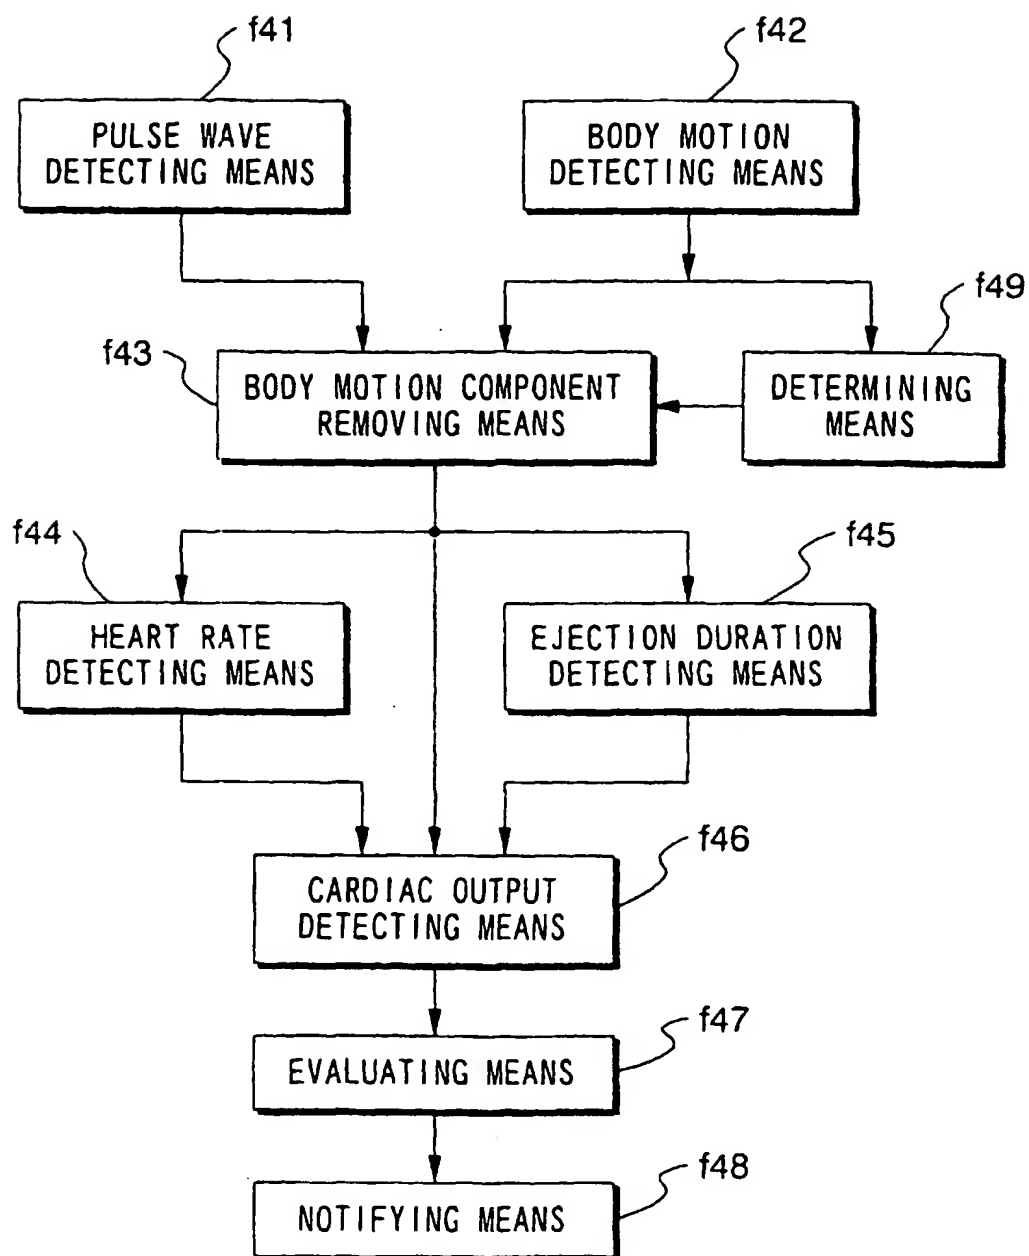 f41
f42
PULSE WAVE
DETECTING MEANS
BODY MOTION
DETECTING MEANS
f49
f43
BODY MOTION COMPONENT
REMOVING MEANS
DETERMINING
MEANS
f44
f45
HEART RATE
DETECTING MEANS
EJECTION DURATION
DETECTING MEANS
f46
CARDIAC OUTPUT
DETECTING MEANS
f47
EVALUATING MEANS
f48
NOTIFYING MEANS